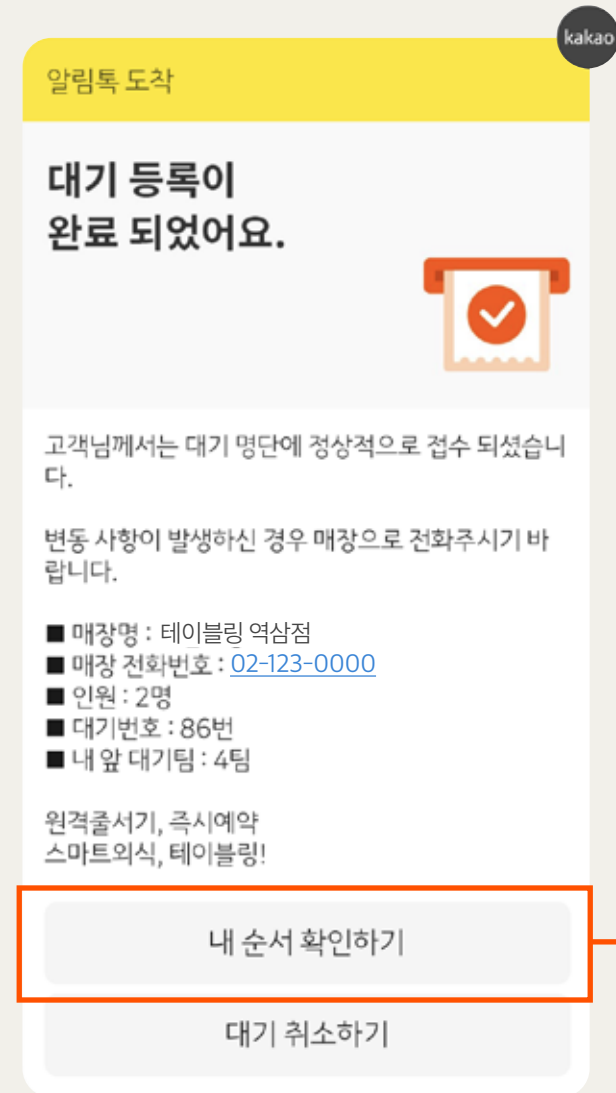 kakao
알림톡 도착
대기 등록이
완료 되었어요.
고객님께서는 대기 명단에 정상적으로 접수 되셨습니
다.
변동 사항이 발생하신 경우 매장으로 전화주시기 바
랍니다.
■ 매장명 : 테이블링 역삼점
■ 매장 전화번호 : 02-123-0000
■ 인원 : 2명
■ 대기번호 : 86번
■ 내 앞 대기팀 : 4팀
원격줄서기, 즉시예약
스마트외식, 테이블링!
내 순서 확인하기
대기 취소하기